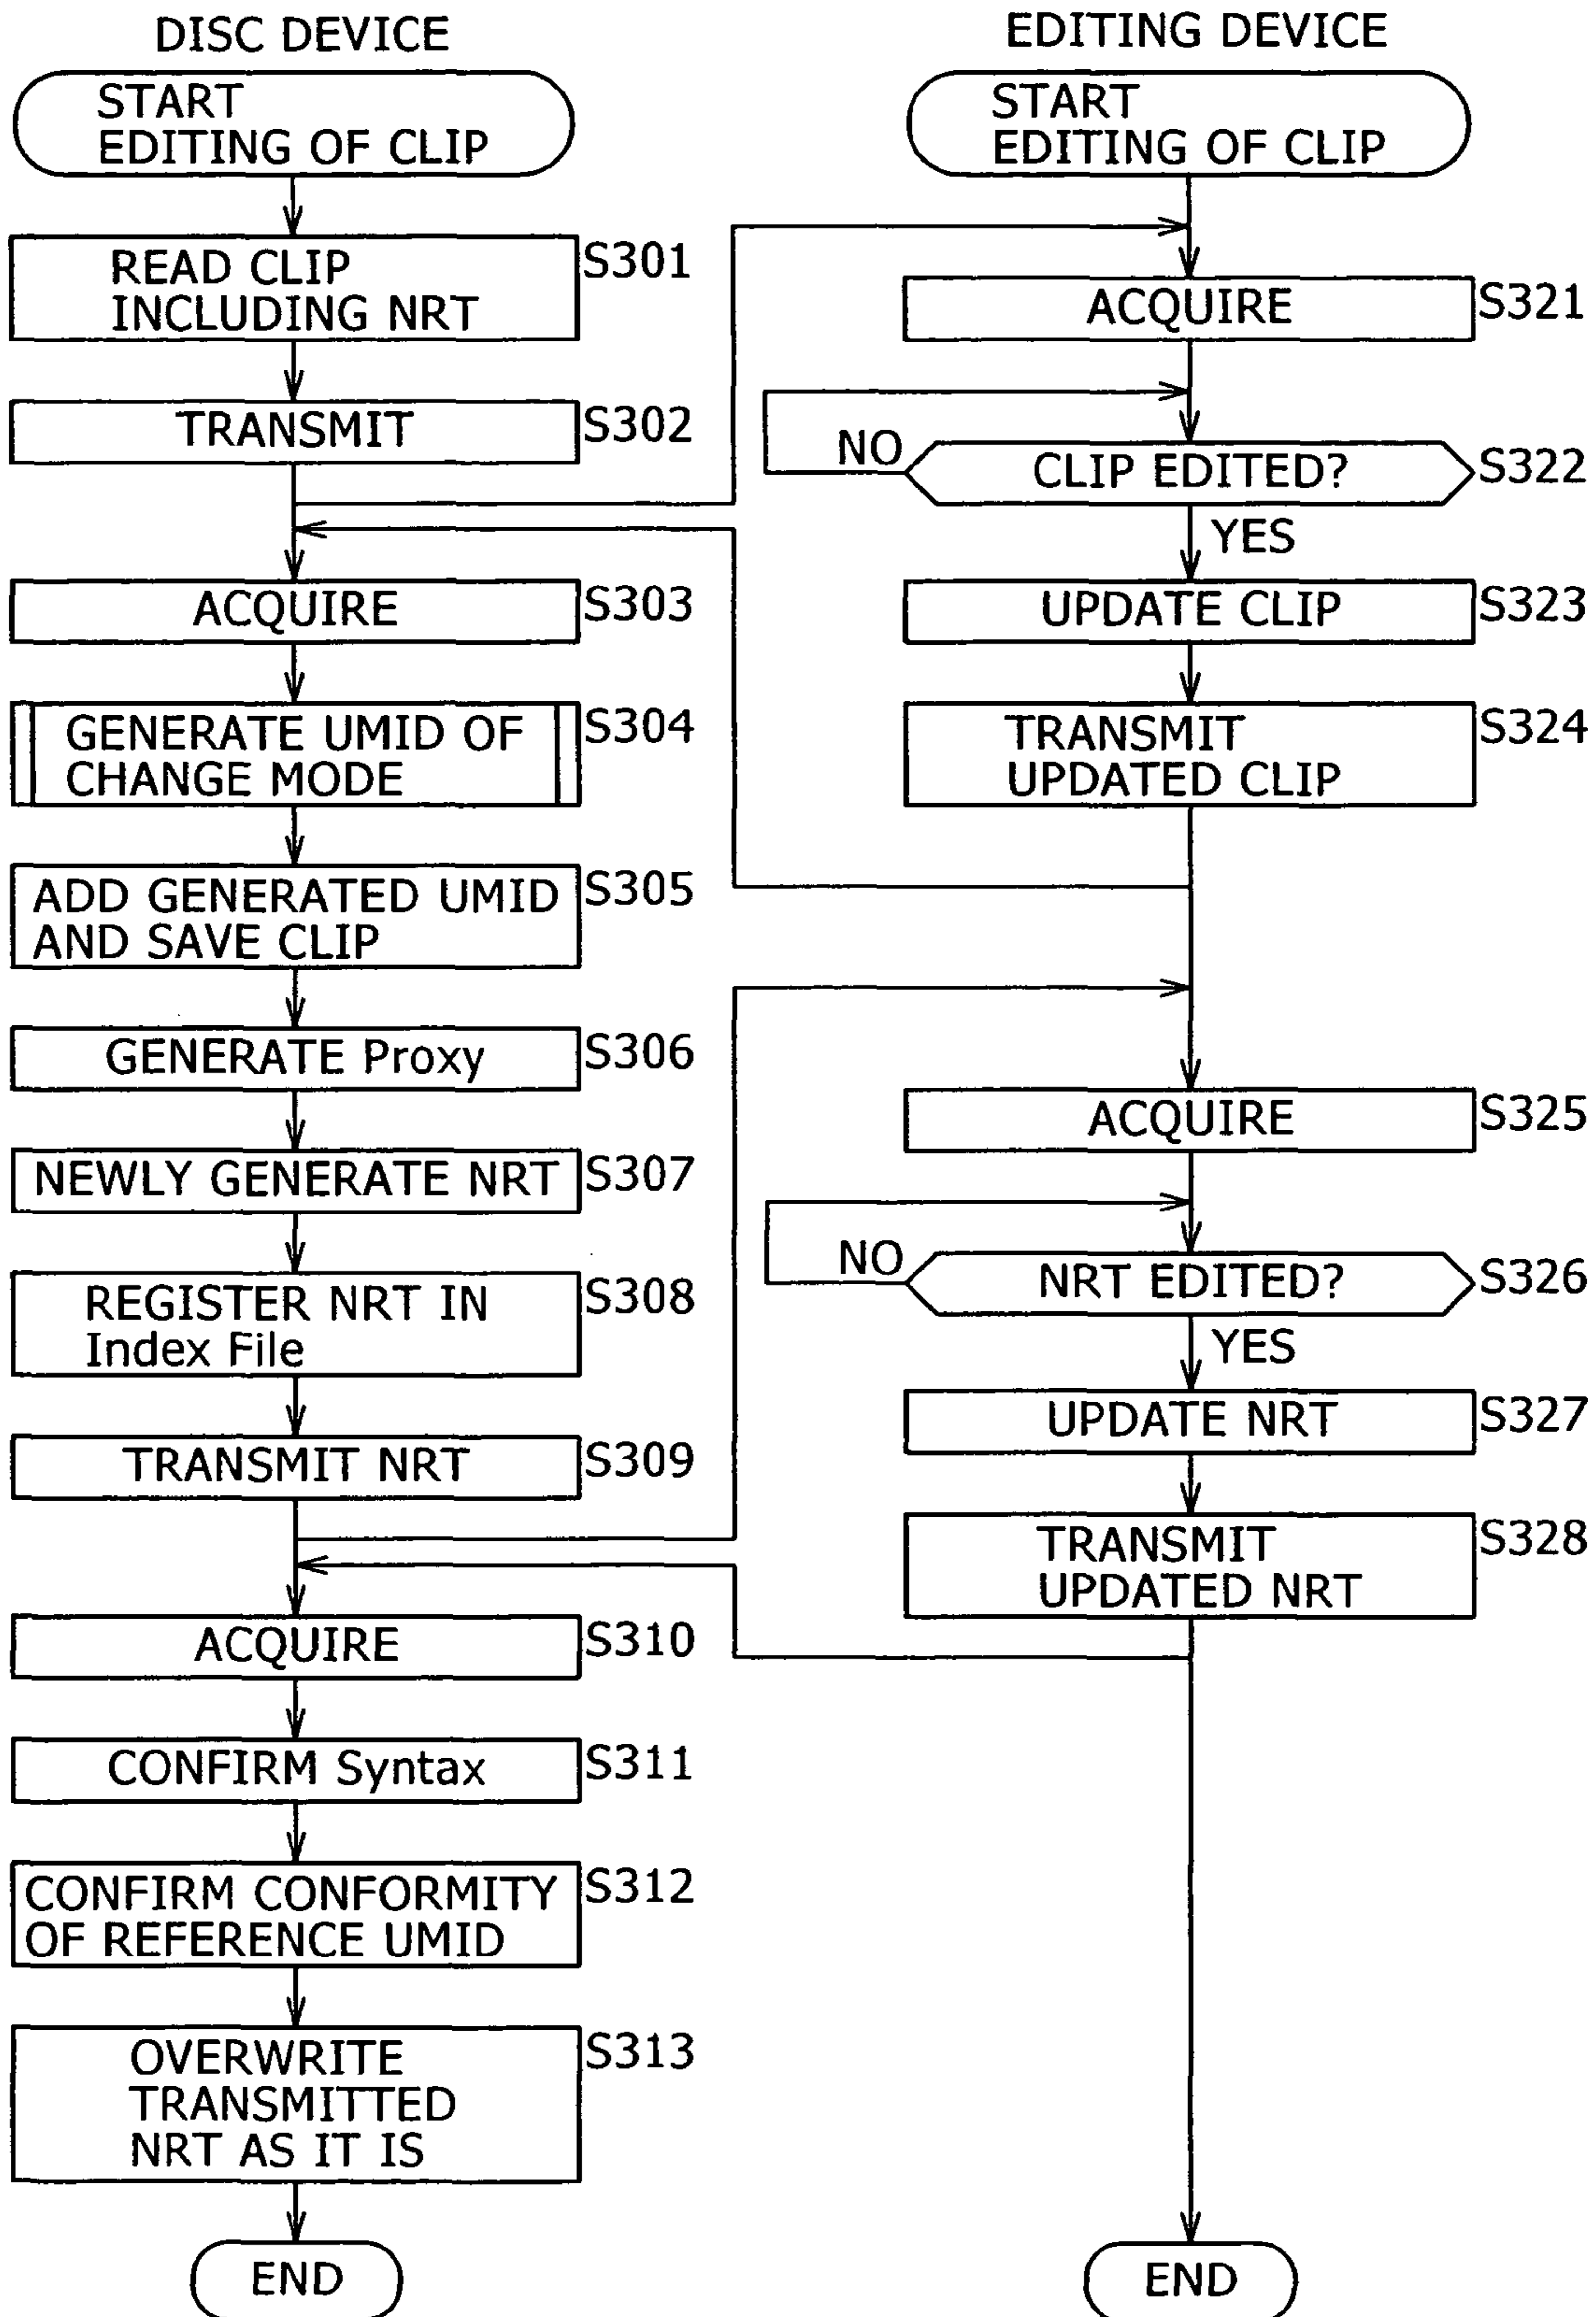 DISC DEVICE
START
EDITING OF CLIP
READ CLIP
INCLUDING NRT
S301
TRANSMIT
S302
ACQUIRE
S303
GENERATE UMID OF
CHANGE MODE
S304
ADD GENERATED UMID
AND SAVE CLIP
S305
GENERATE Proxy
S306
NEWLY GENERATE NRT
S307
REGISTER NRT IN
Index File
S308
TRANSMIT NRT
S309
ACQUIRE
S310
CONFIRM Syntax
S311
CONFIRM CONFORMITY
OF REFERENCE UMID
S312
OVERWRITE
TRANSMITTED
NRT AS IT IS
S313
END
EDITING DEVICE
START
EDITING OF CLIP
ACQUIRE
S321
CLIP EDITED?
S322
NO
YES
UPDATE CLIP
S323
TRANSMIT
UPDATED CLIP
S324
ACQUIRE
S325
NRT EDITED?
S326
NO
YES
UPDATE NRT
S327
TRANSMIT
UPDATED NRT
S328
END